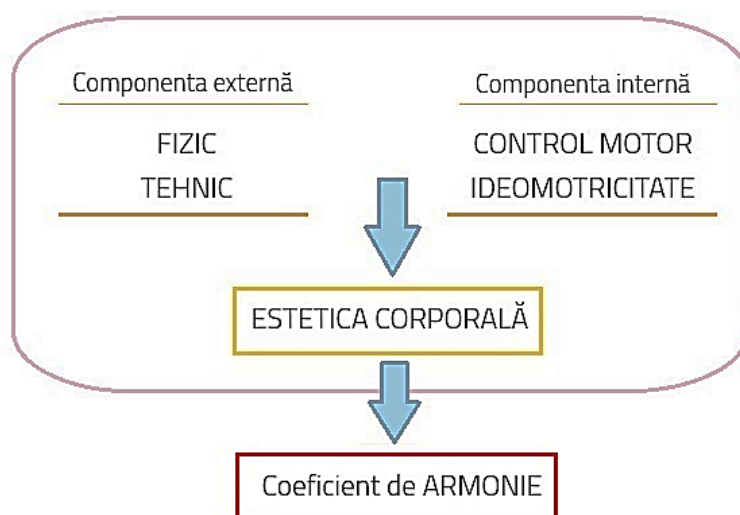 Componenta externă
FIZIC
TEHNIC
Componenta internă
CONTROL MOTOR
IDEOMOTRICITATE
ESTETICA CORPORALĂ
Coeficient de ARMONIE